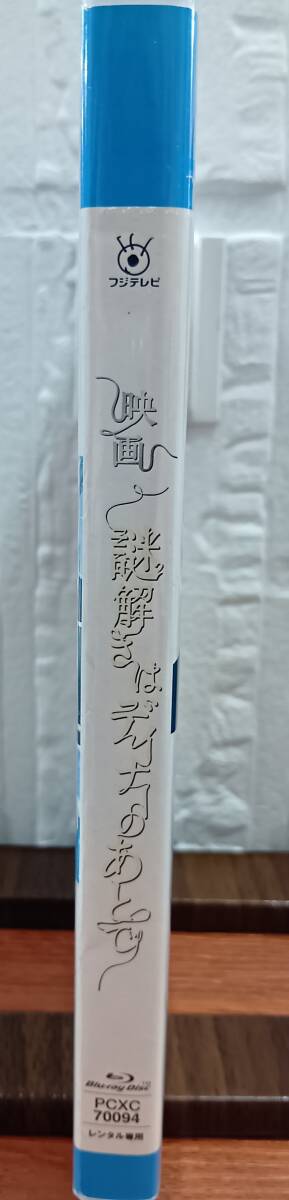 フジテレビ
映画
謎解きはディナーのあとで
Blu-ray Disc
TM
PCXC
70094
レンタル専用